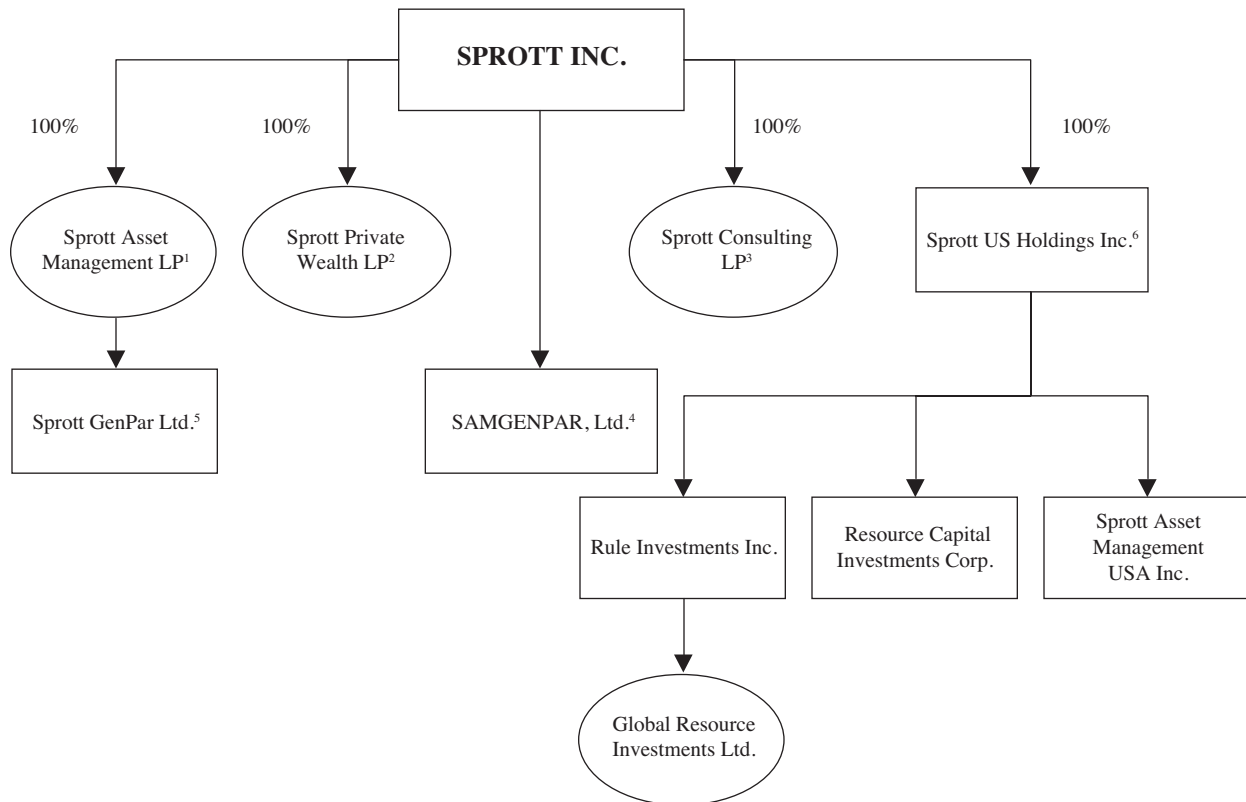 SPROTT INC.
100%
100%
100%
100%
Sprott Asset
Management LP¹
Sprott Private
Wealth LP²
Sprott Consulting
LP³
Sprott US Holdings Inc.⁶
Sprott GenPar Ltd.⁵
SAMGENPAR, Ltd.⁴
Rule Investments Inc.
Resource Capital
Investments Corp.
Sprott Asset
Management
USA Inc.
Global Resource
Investments Ltd.